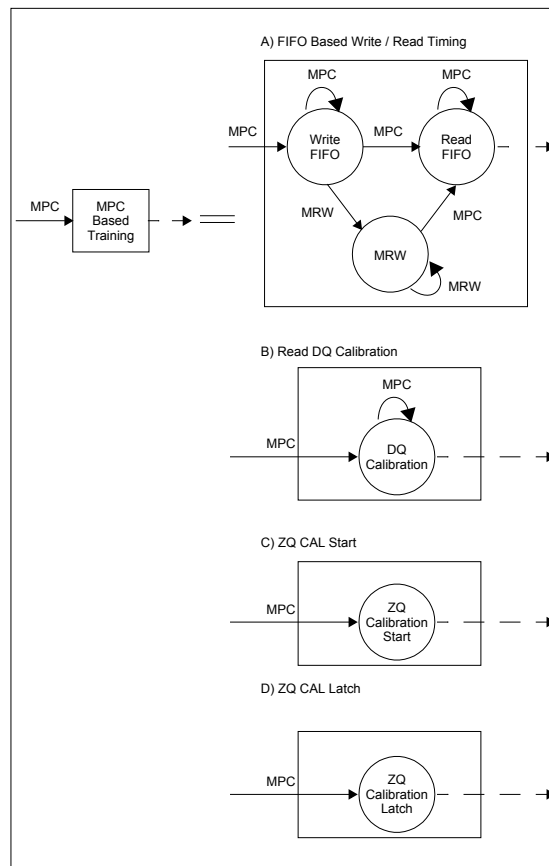 A) FIFO Based Write / Read Timing
MPC
MPC
MPC
Write
FIFO
MPC
Read
FIFO
MPC
MPC
Based
Training
MRW
MPC
MRW
MRW
B) Read DQ Calibration
MPC
MPC
DQ
Calibration
C) ZQ CAL Start
MPC
ZQ
Calibration
Start
D) ZQ CAL Latch
MPC
ZQ
Calibration
Latch